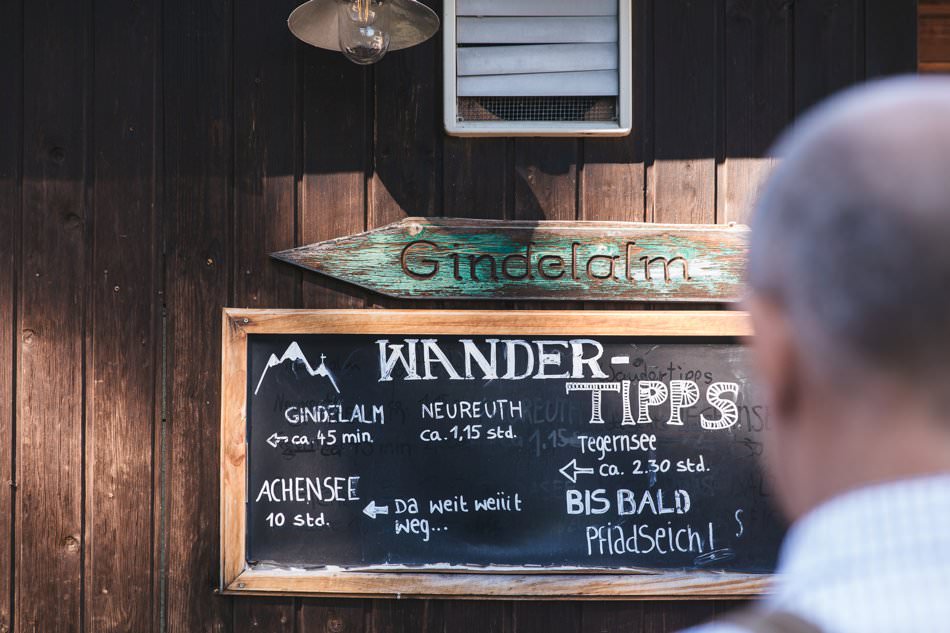 Gindelalm
WANDER-
TIPPS
GINDELALM
ca. 45 min.
NEUREUTH
ca. 1,15 std.
Tegernsee
ca. 2.30 std.
ACHENSEE
10 std.
Da weit weiiit
weg...
BIS BALD
PfiadSeich!